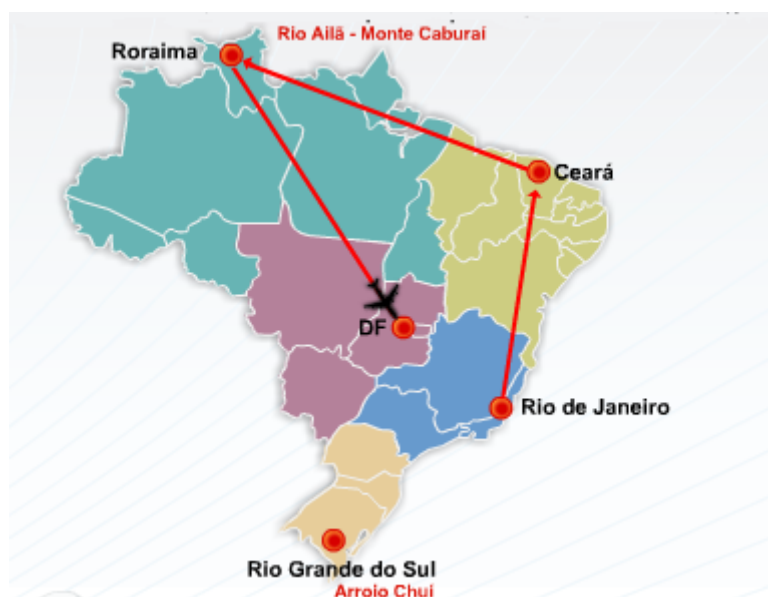 Rio Ailã - Monte Caburaí
Roraima
Ceará
DF
Rio de Janeiro
Rio Grande do Sul
Arroio Chuí